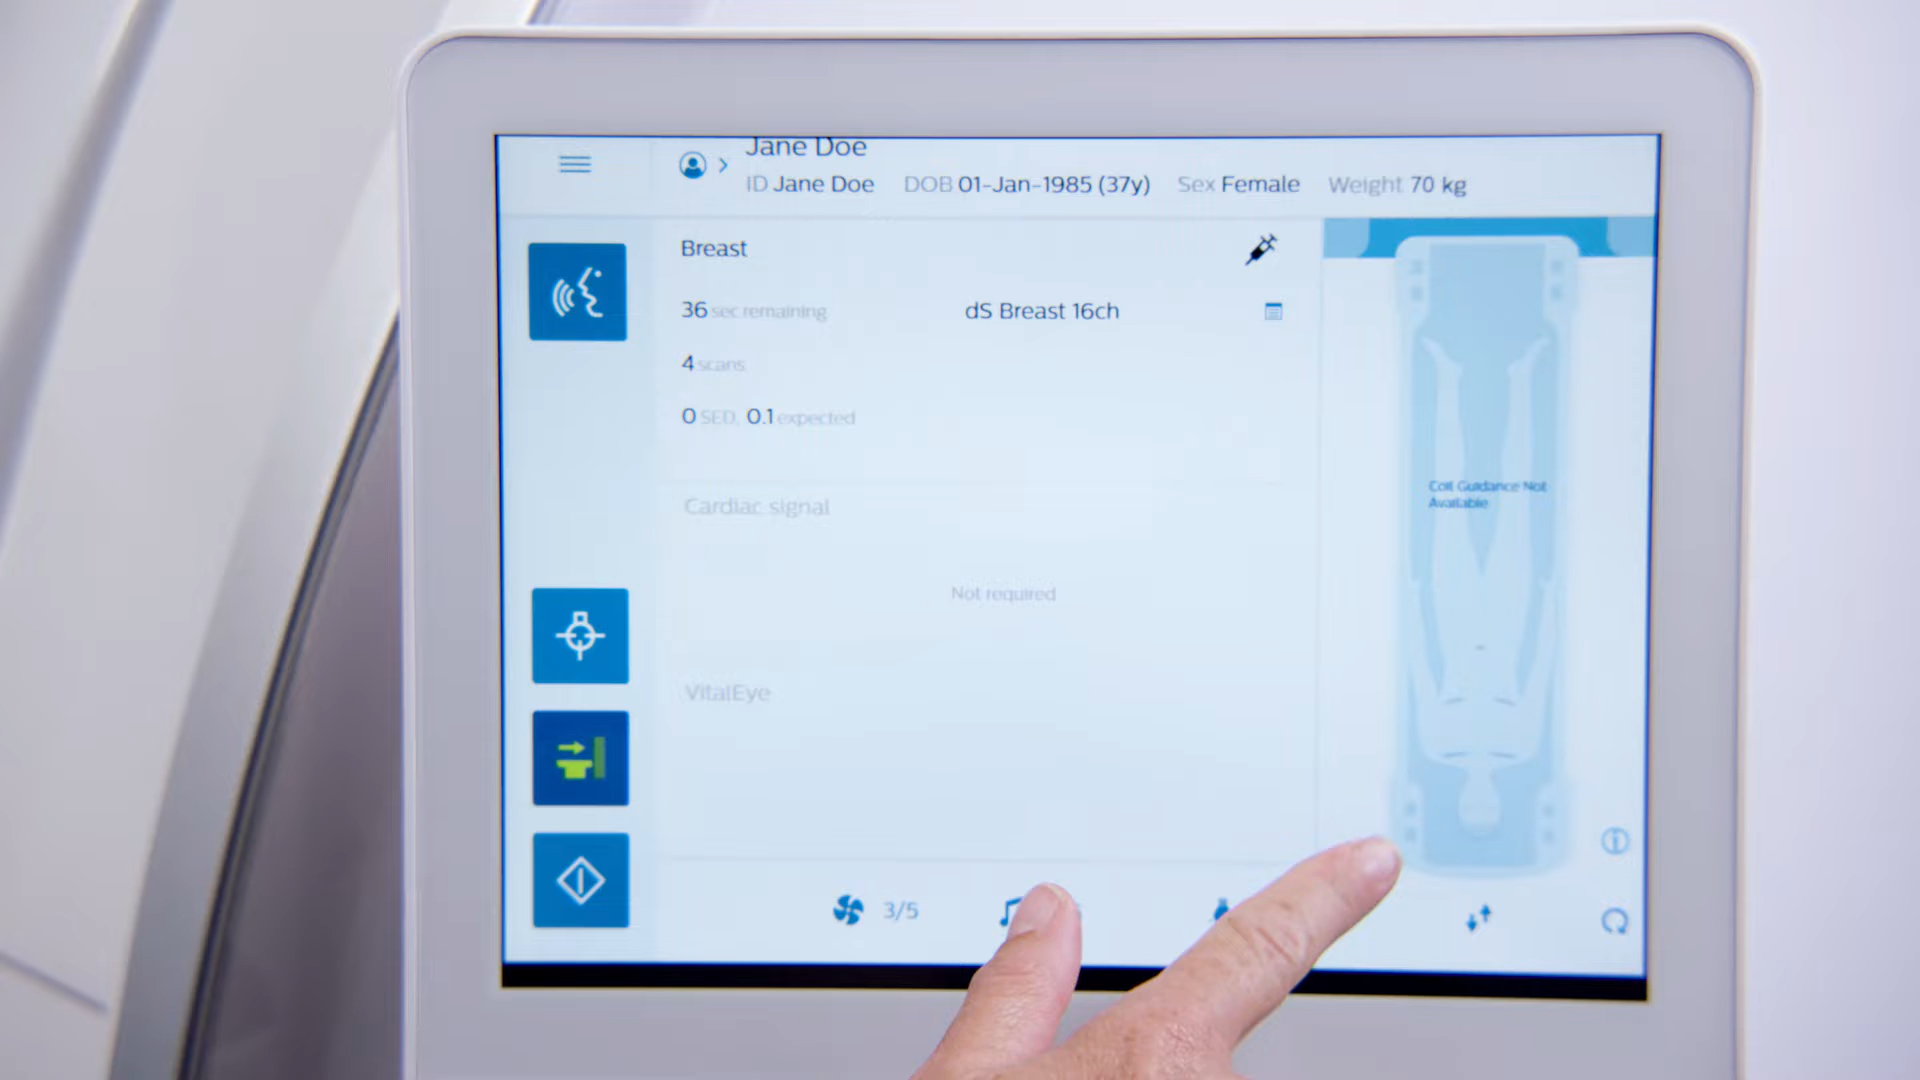 Jane Doe
ID Jane Doe DOB 01-Jan-1985 (37y) Sex Female Weight 70 kg
Breast
36 sec remaining dS Breast 16ch
4 scans
0 SED, 0.1 expected
Cardiac signal
Coil Guidance Not
Available
Not required
VitalEye
3/5